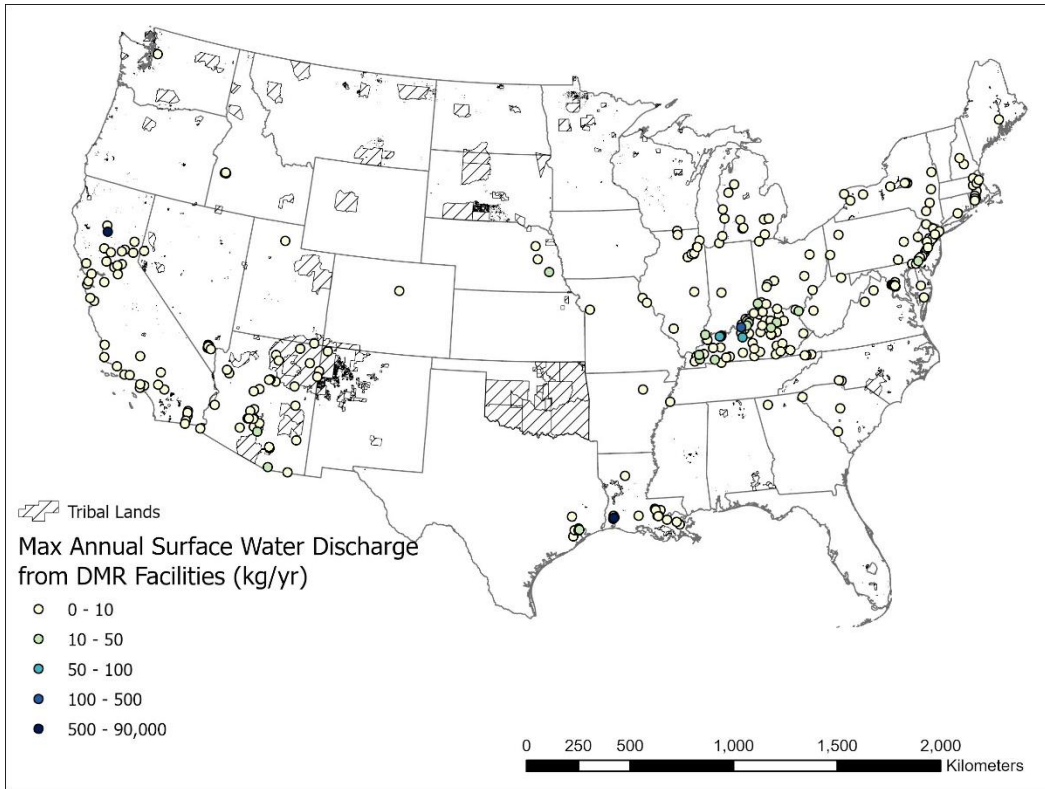 Tribal Lands
Max Annual Surface Water Discharge
from DMR Facilities (kg/yr)
0 - 10
10 - 50
50 - 100
100 - 500
500 - 90,000
0 250 500 1,000 1,500 2,000
Kilometers